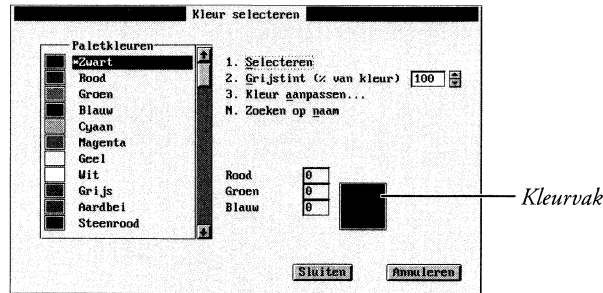 Kleur selecteren
Paletkleuren
*Zwart
Rood
Groen
Blauw
Cyaan
Magenta
Geel
Wit
Grijs
Aardbei
Steenrood
1. Selecteren
2. Grijstint (% van kleur) 100
3. Kleur aanpassen...
N. Zoeken op naam
Rood 0
Groen 0
Blauw 0
Kleurvak
Sluiten
Annuleren